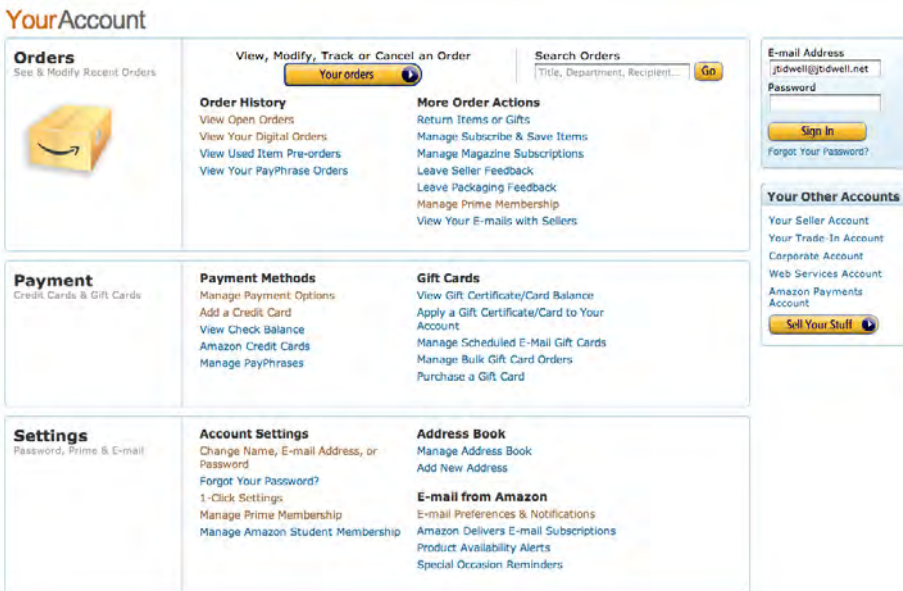 YourAccount
Orders
See & Modify Recent Orders
View, Modify, Track or Cancel an Order
Your orders
Search Orders
Title, Department, Recipient...
Go
Order History
View Open Orders
View Your Digital Orders
View Used Item Pre-orders
View Your PayPhrase Orders
More Order Actions
Return Items or Gifts
Manage Subscribe & Save Items
Manage Magazine Subscriptions
Leave Seller Feedback
Leave Packaging Feedback
Manage Prime Membership
View Your E-mails with Sellers
Payment
Credit Cards & Gift Cards
Payment Methods
Manage Payment Options
Add a Credit Card
View Check Balance
Amazon Credit Cards
Manage PayPhrases
Gift Cards
View Gift Certificate/Card Balance
Apply a Gift Certificate/Card to Your
Account
Manage Scheduled E-Mail Gift Cards
Manage Bulk Gift Card Orders
Purchase a Gift Card
Settings
Password, Prime & E-mail
Account Settings
Change Name, E-mail Address, or
Password
Forgot Your Password?
1-Click Settings
Manage Prime Membership
Manage Amazon Student Membership
Address Book
Manage Address Book
Add New Address
E-mail from Amazon
E-mail Preferences & Notifications
Amazon Delivers E-mail Subscriptions
Product Availability Alerts
Special Occasion Reminders
E-mail Address
jtidwell@jtidwell.net
Password
Sign In
Forgot Your Password?
Your Other Accounts
Your Seller Account
Your Trade-In Account
Corporate Account
Web Services Account
Amazon Payments
Account
Sell Your Stuff